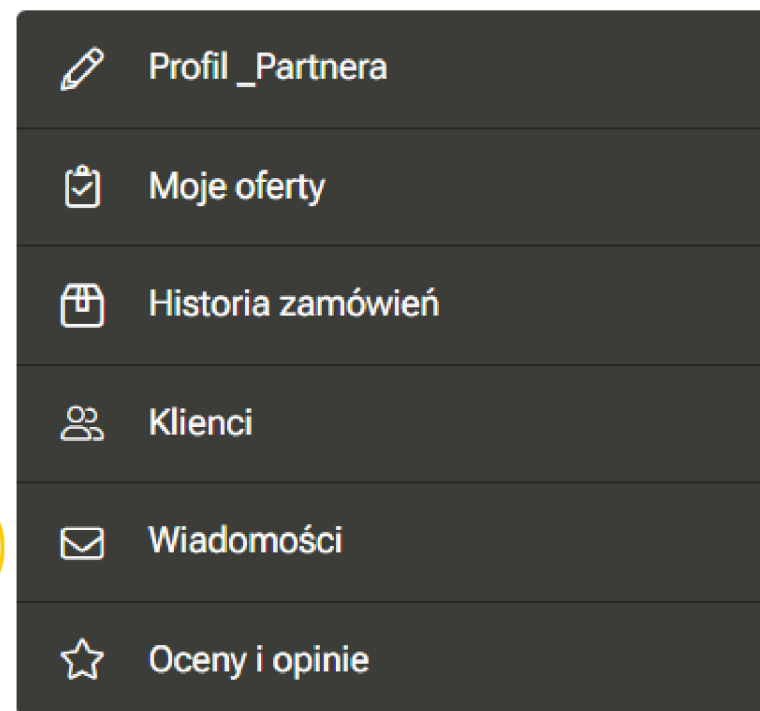 Profil _Partnera
Moje oferty
Historia zamówień
Klienci
Wiadomości
Oceny i opinie